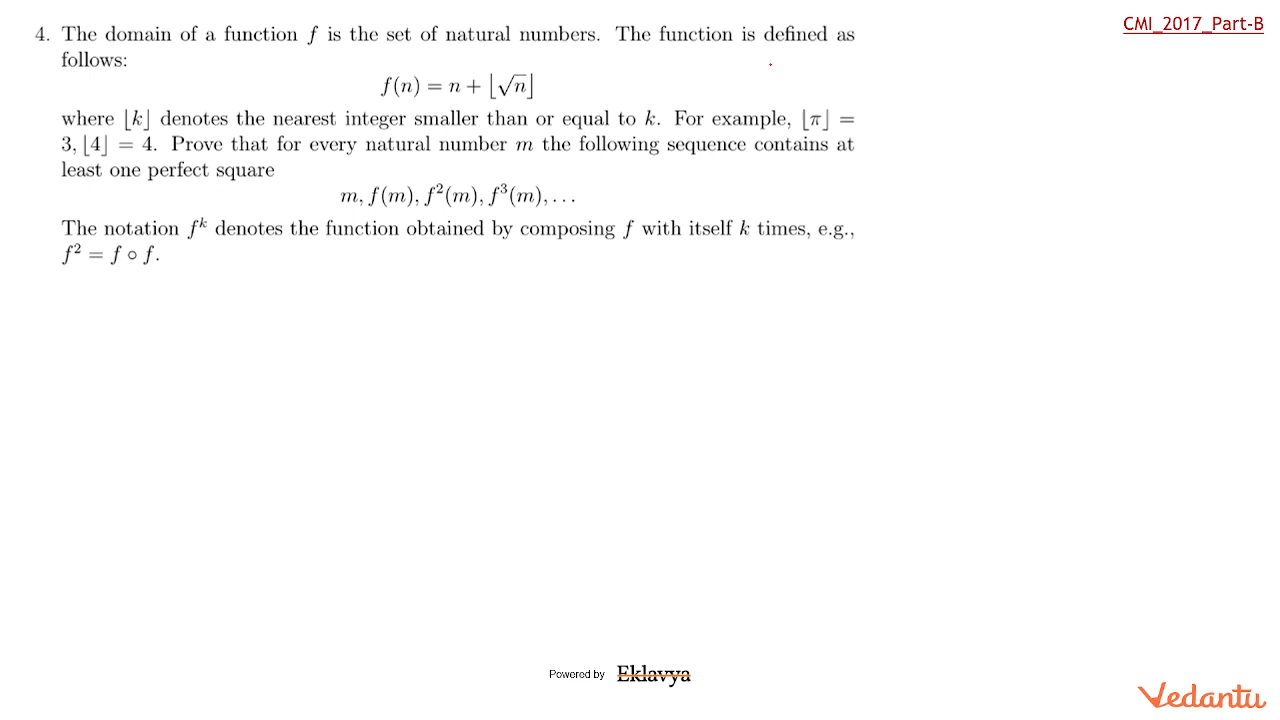 CMI_2017_Part-B
4. The domain of a function f is the set of natural numbers. The function is defined as
follows:
f(n) = n + ⌊√n⌋
where ⌊k⌋ denotes the nearest integer smaller than or equal to k. For example, ⌊π⌋ =
3, ⌊4⌋ = 4. Prove that for every natural number m the following sequence contains at
least one perfect square
m, f(m), f²(m), f³(m), . . .
The notation fᵏ denotes the function obtained by composing f with itself k times, e.g.,
f² = f ∘ f.
Powered by Eklavya
Vedantu